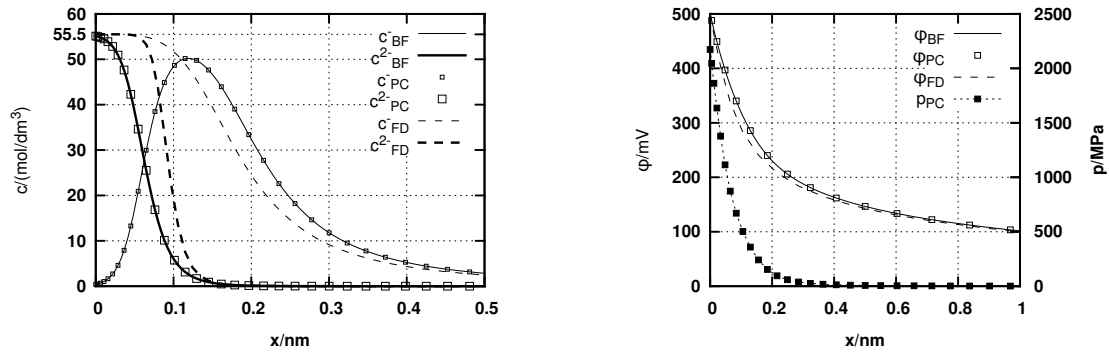 60
55.5
50
40
30
20
10
0
c/(mol/dm³)
c⁻BF
c²⁻BF
c⁻PC
c²⁻PC
c⁻FD
c²⁻FD
0 0.1 0.2 0.3 0.4 0.5
x/nm
500
400
300
200
100
0
φ/mV
φBF
φPC
φFD
pPC
2500
2000
1500
1000
500
0
p/MPa
0 0.2 0.4 0.6 0.8 1
x/nm